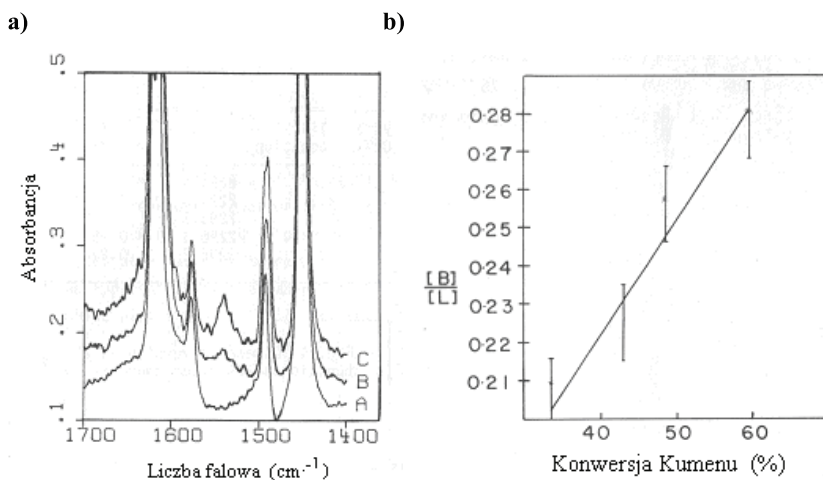 a)
b)
.5
.4
.3
.2
.1
Absorbancja
C
B
A
1700
1600
1500
1400
Liczba falowa (cm.⁻¹)
0·28
0·27
0·26
0·25
0·24
0·23
0·22
0·21
[B]
[L]
40
50
60
Konwersja Kumenu (%)